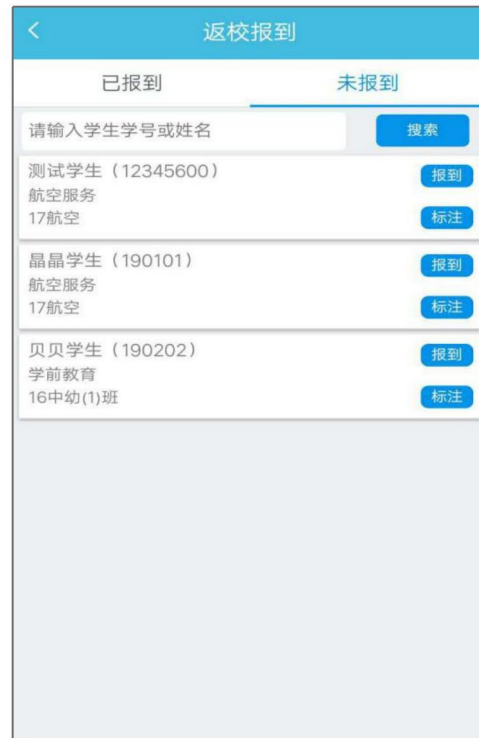 返校报到
已报到 未报到
请输入学生学号或姓名 搜索
测试学生（12345600） 报到
航空服务
17航空 标注
晶晶学生（190101） 报到
航空服务
17航空 标注
贝贝学生（190202） 报到
学前教育
16中幼(1)班 标注